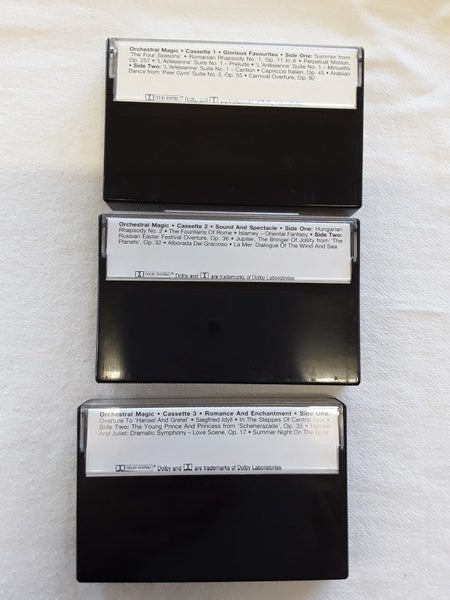 Orchestral Magic • Cassette 1 • Glorious Favourites • Side One: Summer from
'The Four Seasons' • Romanian Rhapsody No. 1, Op. 11 In A • Perpetual Motion,
Op. 257 • 'L'Arlesienne' Suite No. 1 – Prelude • 'L'Arlesienne' Suite No. 1 – Minuetto
• Side Two: 'L'Arlesienne' Suite No. 1 – Carillon • Capriccio Italien, Op. 45 • Arabian
Dance from 'Peer Gynt' Suite No. 2, Op. 55 • Carnival Overture, Op. 92
DOLBY SYSTEM
Orchestral Magic • Cassette 2 • Sound And Spectacle • Side One: Hungarian
Rhapsody No. 2 • The Fountains Of Rome • Islamey – Oriental Fantasy • Side Two:
Russian Easter Festival Overture, Op. 36 • Jupiter, The Bringer Of Jollity from 'The
Planets', Op. 32 • Alborada Del Gracioso • La Mer: Dialogue Of The Wind And Sea
DOLBY SYSTEM ® Dolby and are trademarks of Dolby Laboratories
Orchestral Magic • Cassette 3 • Romance And Enchantment • Side One:
Overture To 'Hansel And Gretel' • Siegfried Idyll • In The Steppes Of Central Asia •
Side Two: The Young Prince And Princess from 'Scheherazade', Op. 35 • Romeo
And Juliet: Dramatic Symphony – Love Scene, Op. 17 • Summer Night On The River
DOLBY SYSTEM ® Dolby and are trademarks of Dolby Laboratories